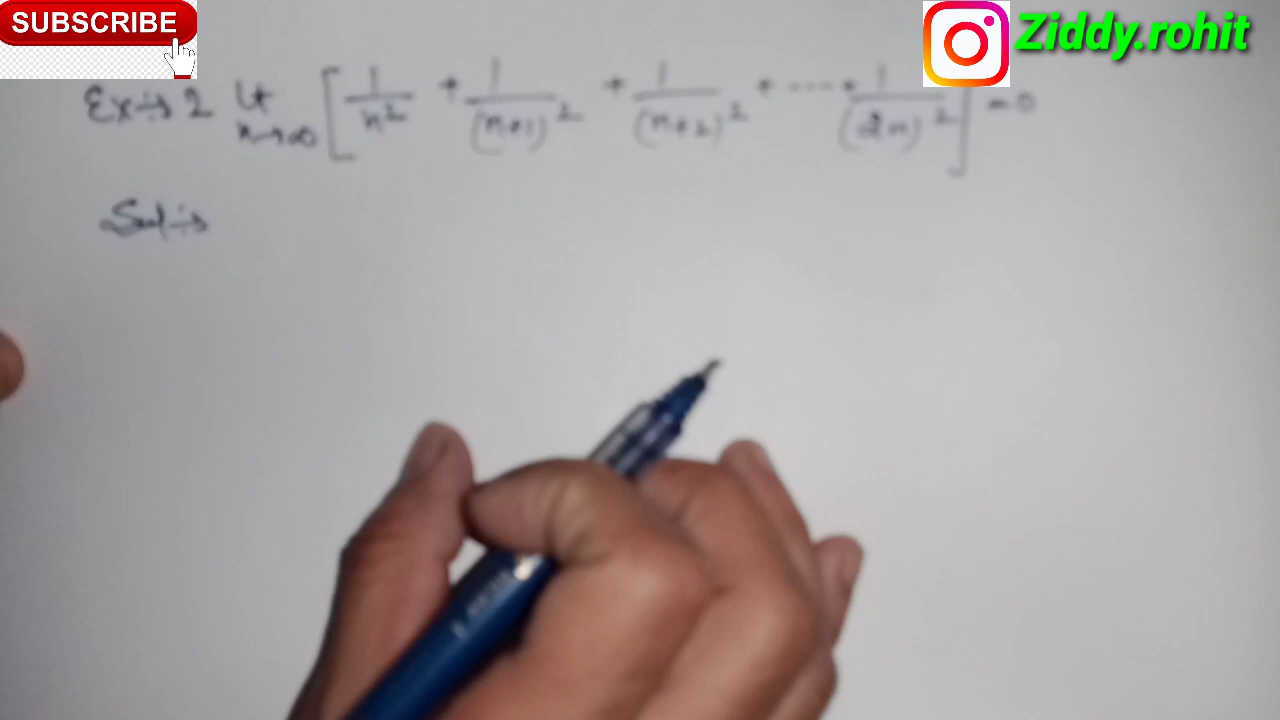 SUBSCRIBE
Ziddy.rohit
Ex:→ 2 Lt n→∞ [ 1/n² + 1/(n+1)² + 1/(n+2)² + ----+ 1/(2n)² ] = 0
Sol:→